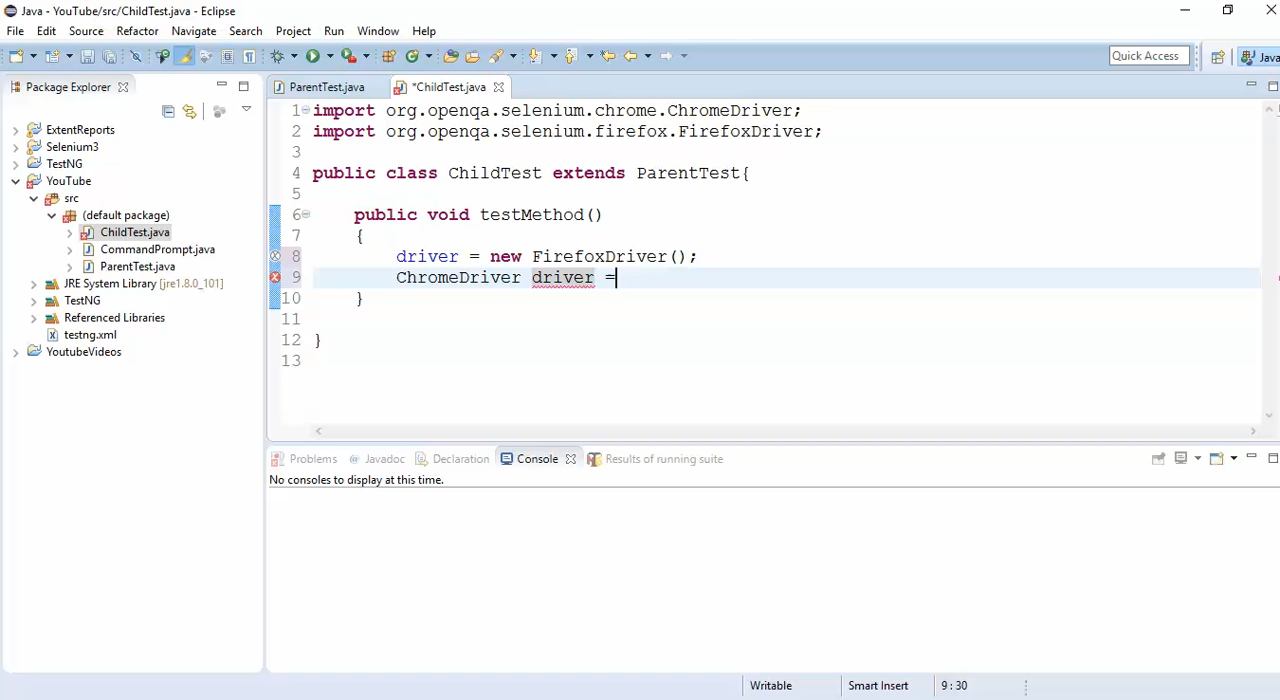 Java - YouTube/src/ChildTest.java - Eclipse
File Edit Source Refactor Navigate Search Project Run Window Help
Quick Access
Java
Package Explorer
ParentTest.java
*ChildTest.java
ExtentReports
Selenium3
TestNG
YouTube
src
(default package)
ChildTest.java
CommandPrompt.java
ParentTest.java
JRE System Library [jre1.8.0_101]
TestNG
Referenced Libraries
testng.xml
YoutubeVideos
1 import org.openqa.selenium.chrome.ChromeDriver;
2 import org.openqa.selenium.firefox.FirefoxDriver;
3
4 public class ChildTest extends ParentTest{
5
6 public void testMethod()
7 {
8 driver = new FirefoxDriver();
9 ChromeDriver driver =
10 }
11
12 }
13
Problems @ Javadoc Declaration Console Results of running suite
No consoles to display at this time.
Writable Smart Insert 9 : 30